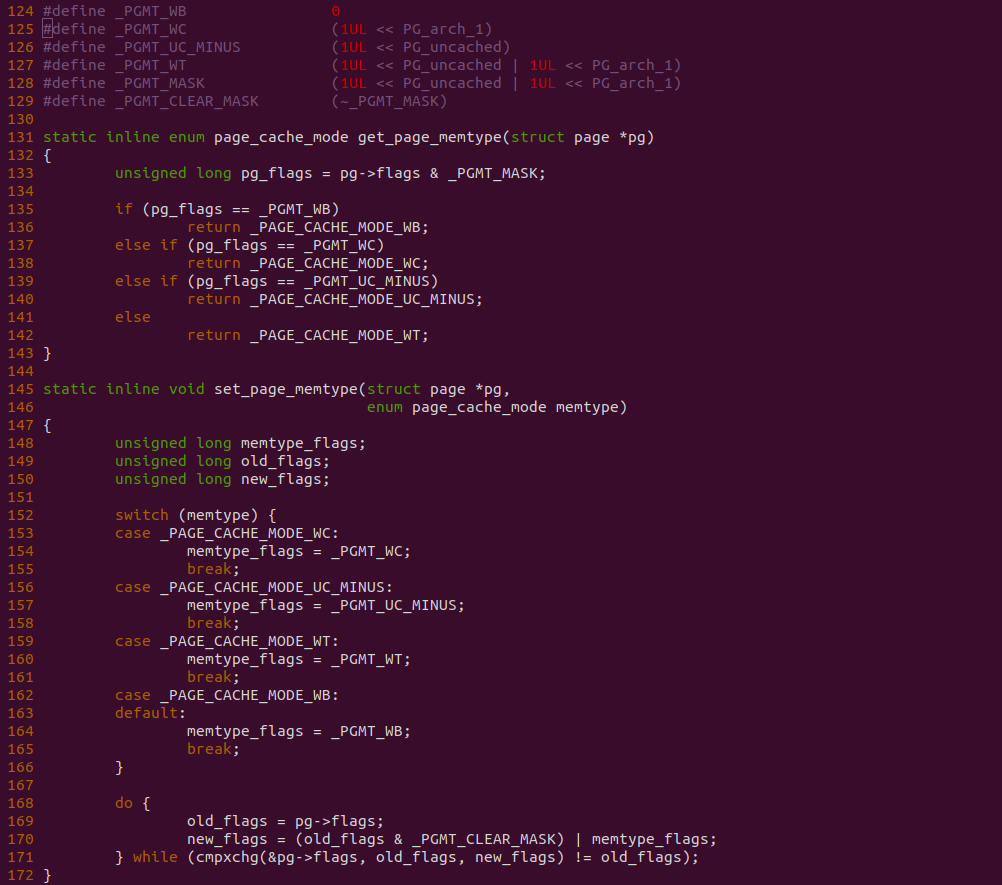 124 #define _PGMT_WB                0
125 #define _PGMT_WC                (1UL << PG_arch_1)
126 #define _PGMT_UC_MINUS          (1UL << PG_uncached)
127 #define _PGMT_WT                (1UL << PG_uncached | 1UL << PG_arch_1)
128 #define _PGMT_MASK              (1UL << PG_uncached | 1UL << PG_arch_1)
129 #define _PGMT_CLEAR_MASK        (~_PGMT_MASK)
130
131 static inline enum page_cache_mode get_page_memtype(struct page *pg)
132 {
133         unsigned long pg_flags = pg->flags & _PGMT_MASK;
134
135         if (pg_flags == _PGMT_WB)
136                 return _PAGE_CACHE_MODE_WB;
137         else if (pg_flags == _PGMT_WC)
138                 return _PAGE_CACHE_MODE_WC;
139         else if (pg_flags == _PGMT_UC_MINUS)
140                 return _PAGE_CACHE_MODE_UC_MINUS;
141         else
142                 return _PAGE_CACHE_MODE_WT;
143 }
144
145 static inline void set_page_memtype(struct page *pg,
146                                     enum page_cache_mode memtype)
147 {
148         unsigned long memtype_flags;
149         unsigned long old_flags;
150         unsigned long new_flags;
151
152         switch (memtype) {
153         case _PAGE_CACHE_MODE_WC:
154                 memtype_flags = _PGMT_WC;
155                 break;
156         case _PAGE_CACHE_MODE_UC_MINUS:
157                 memtype_flags = _PGMT_UC_MINUS;
158                 break;
159         case _PAGE_CACHE_MODE_WT:
160                 memtype_flags = _PGMT_WT;
161                 break;
162         case _PAGE_CACHE_MODE_WB:
163         default:
164                 memtype_flags = _PGMT_WB;
165                 break;
166         }
167
168         do {
169                 old_flags = pg->flags;
170                 new_flags = (old_flags & _PGMT_CLEAR_MASK) | memtype_flags;
171         } while (cmpxchg(&pg->flags, old_flags, new_flags) != old_flags);
172 }